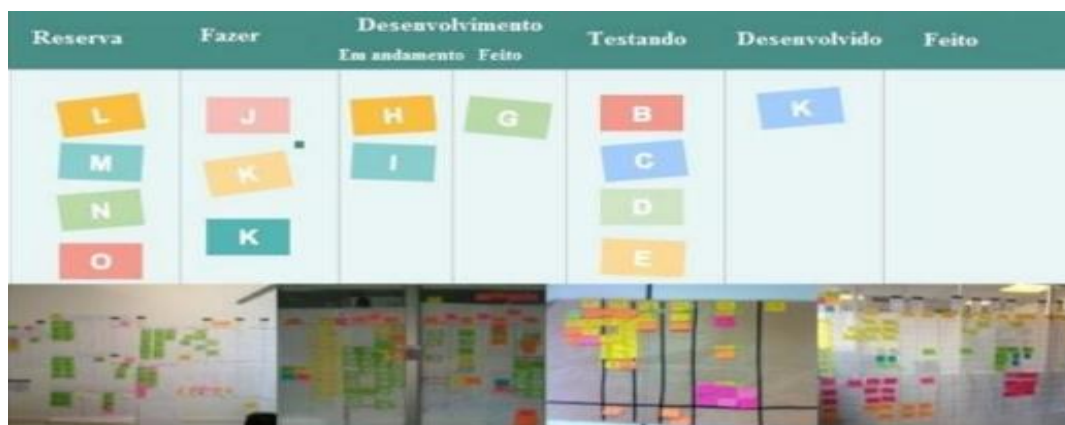 Reserva Fazer Desenvolvimento Testando Desenvolvido Feito
Em andamento Feito
L J H G B K
M K I C
N K D
O E